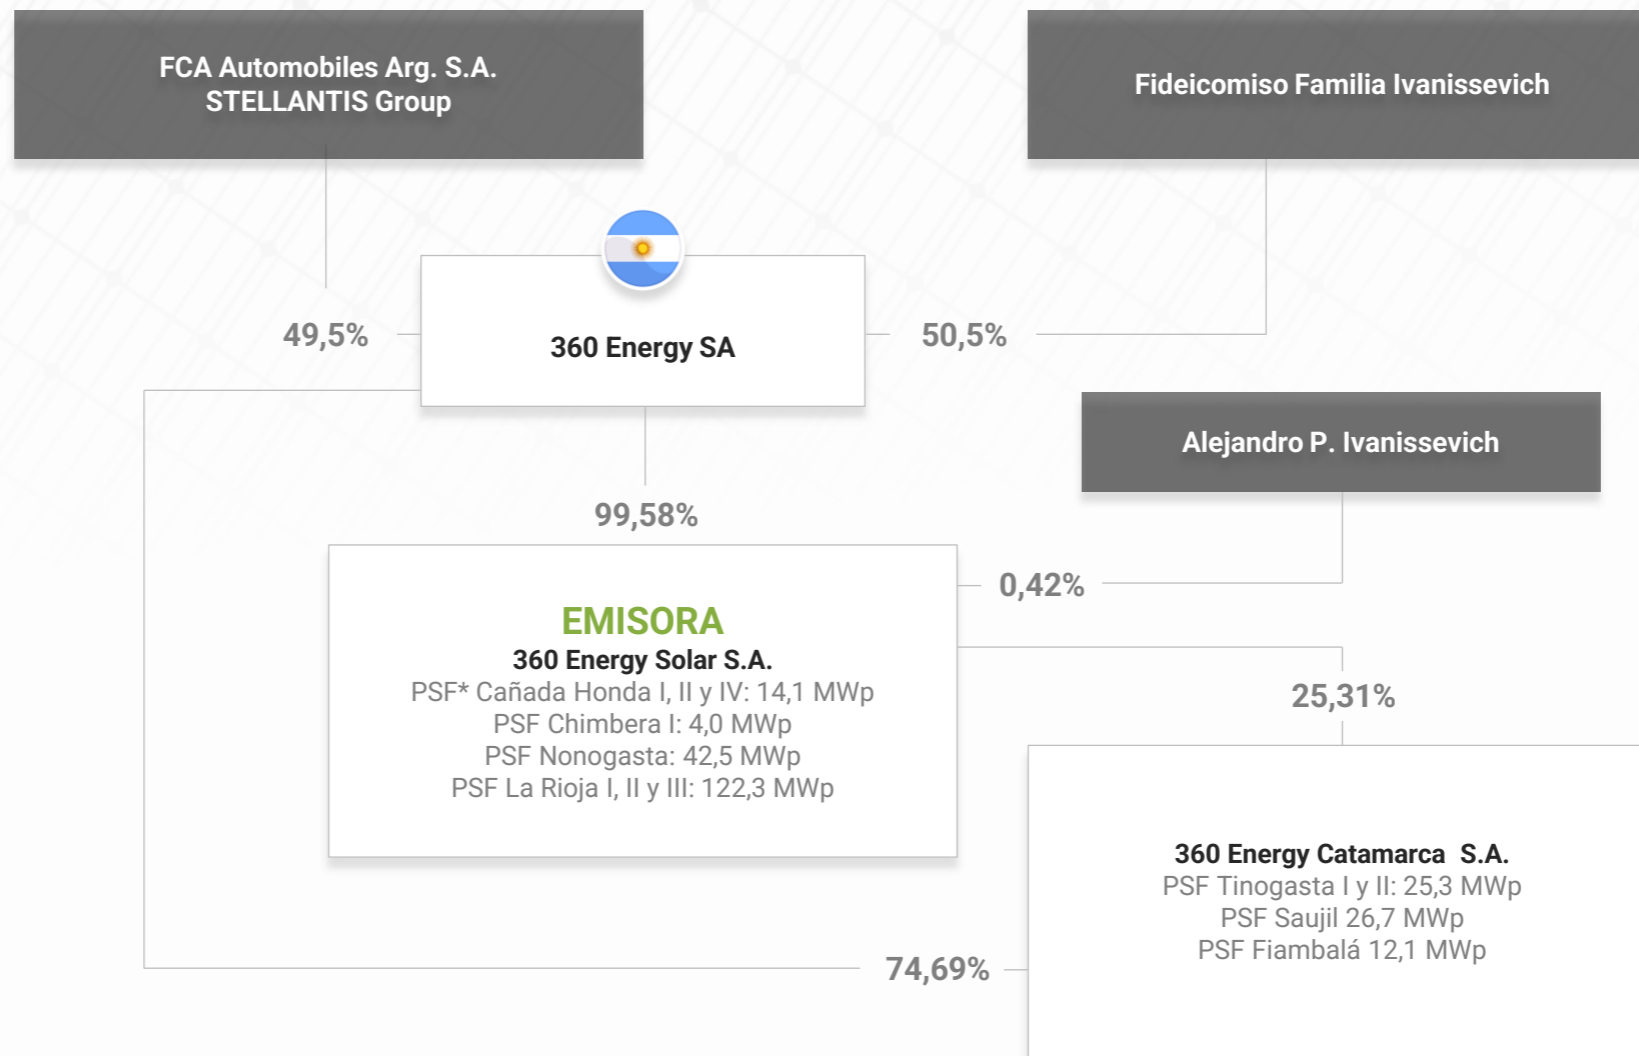 FCA Automobiles Arg. S.A.
STELLANTIS Group
Fideicomiso Familia Ivanissevich
49,5%
360 Energy SA
50,5%
Alejandro P. Ivanissevich
99,58%
0,42%
EMISORA
360 Energy Solar S.A.
PSF* Cañada Honda I, II y IV: 14,1 MWp
PSF Chimbera I: 4,0 MWp
PSF Nonogasta: 42,5 MWp
PSF La Rioja I, II y III: 122,3 MWp
25,31%
360 Energy Catamarca S.A.
PSF Tinogasta I y II: 25,3 MWp
PSF Saujil 26,7 MWp
PSF Fiambalá 12,1 MWp
74,69%